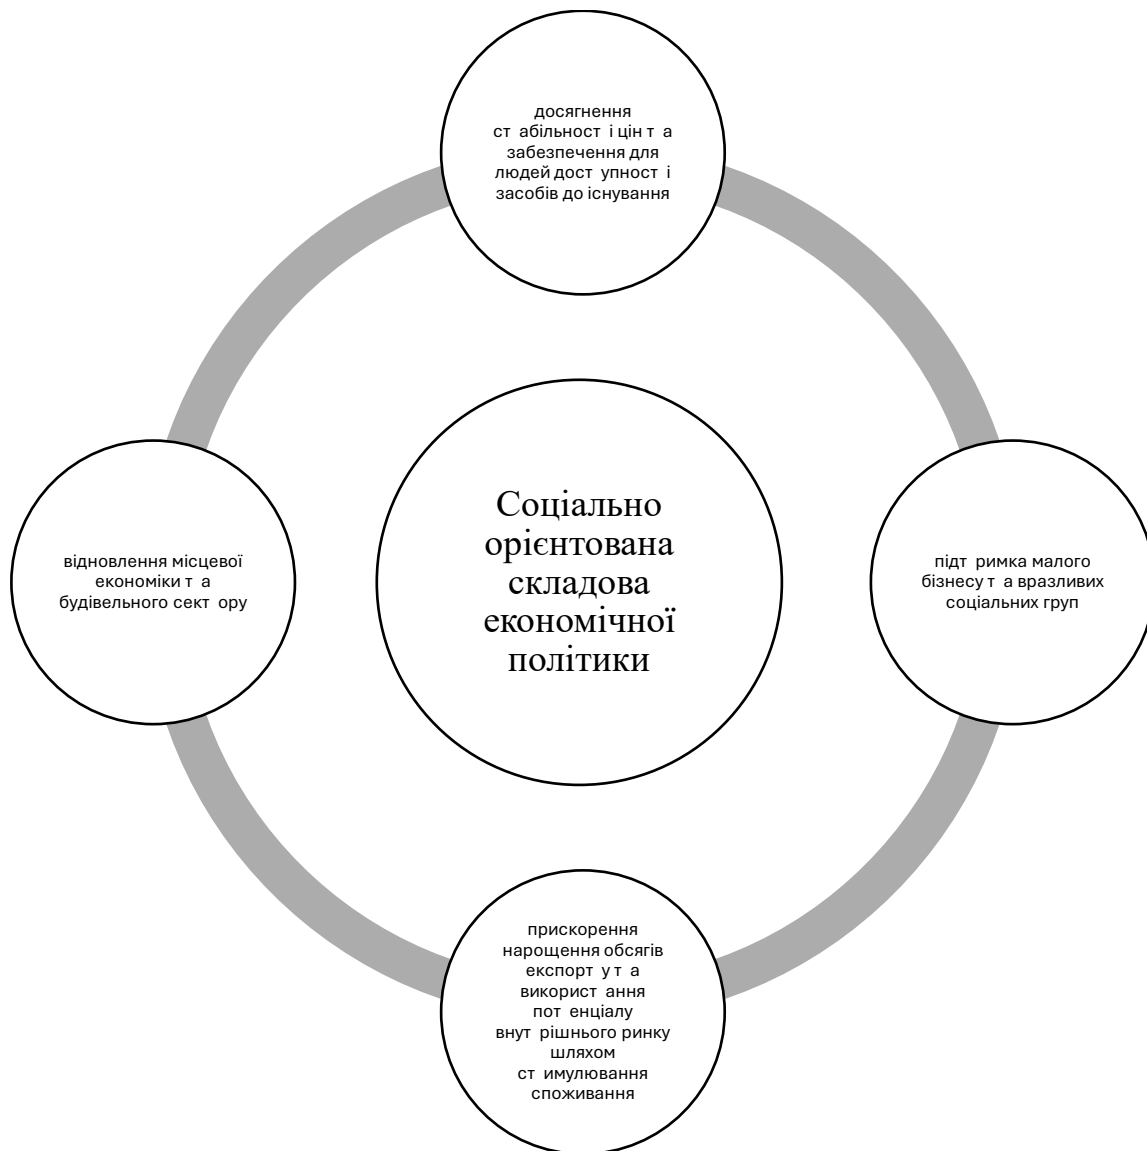 досягнення
стабільності цін та
забезпечення для
людей доступності
засобів до існування
відновлення місцевої
економіки та
будівельного сектору
Соціально
орієнтована
складова
економічної
політики
підтримка малого
бізнесу та вразливих
соціальних груп
прискорення
нарощення обсягів
експорту та
використання
потенціалу
внутрішнього ринку
шляхом
стимулювання
споживання